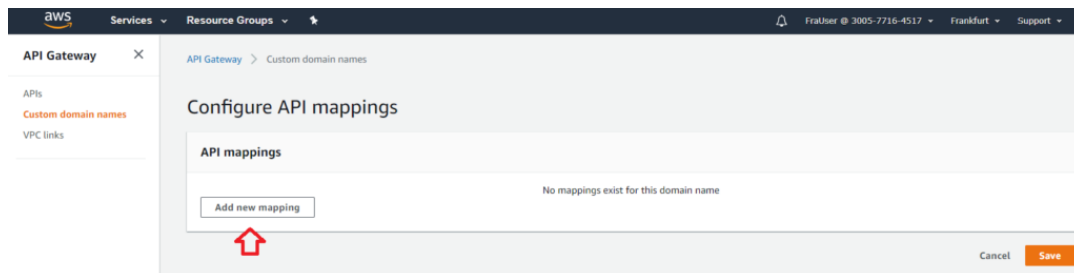 aws Services Resource Groups FraUser @ 3005-7716-4517 Frankfurt Support
API Gateway
APIs
Custom domain names
VPC links
API Gateway > Custom domain names
Configure API mappings
API mappings
No mappings exist for this domain name
Add new mapping
Cancel Save